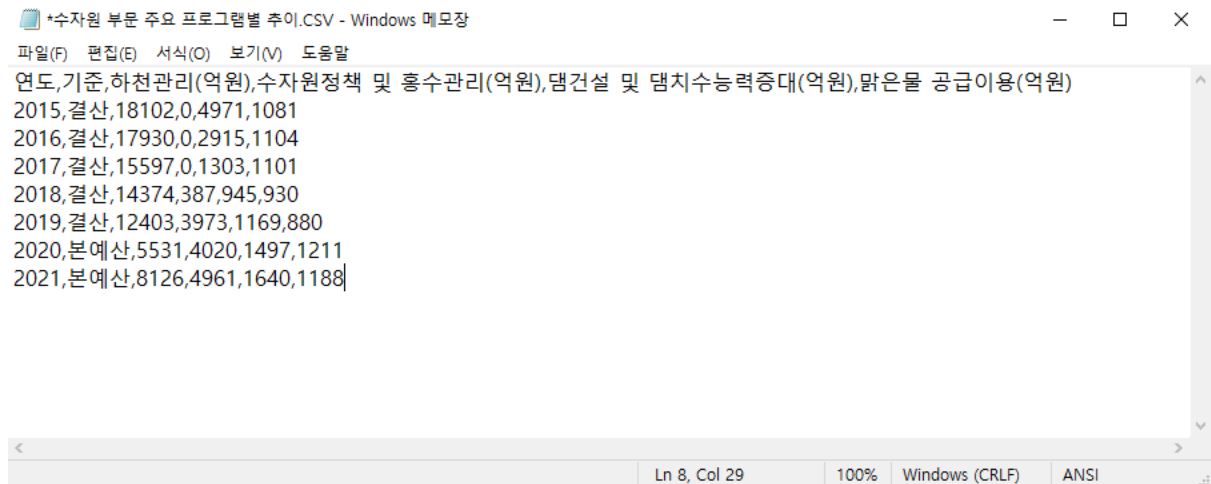 *수자원 부문 주요 프로그램별 추이.CSV - Windows 메모장
파일(F) 편집(E) 서식(O) 보기(V) 도움말
연도,기준,하천관리(억원),수자원정책 및 홍수관리(억원),댐건설 및 댐치수능력증대(억원),맑은물 공급이용(억원)
2015,결산,18102,0,4971,1081
2016,결산,17930,0,2915,1104
2017,결산,15597,0,1303,1101
2018,결산,14374,387,945,930
2019,결산,12403,3973,1169,880
2020,본예산,5531,4020,1497,1211
2021,본예산,8126,4961,1640,1188
Ln 8, Col 29 100% Windows (CRLF) ANSI